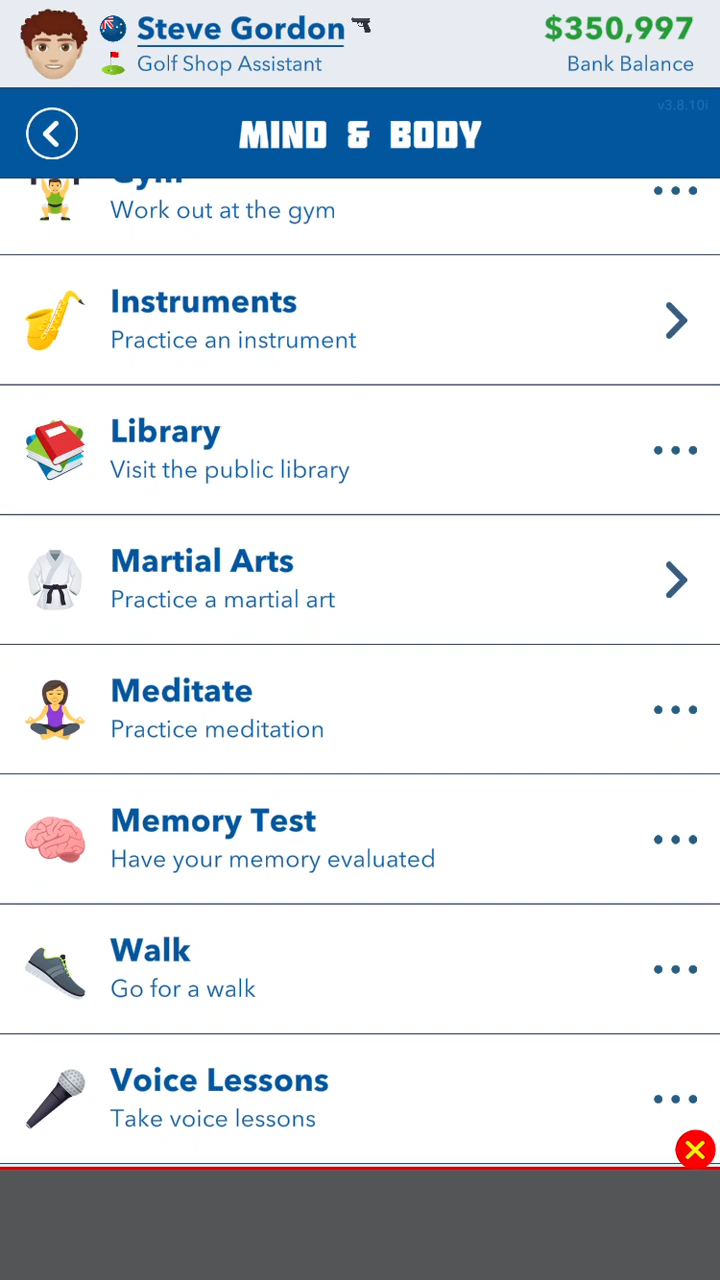 Steve Gordon
$350,997
Golf Shop Assistant
Bank Balance
v3.8.10i
MIND & BODY
Gym
Work out at the gym
Instruments
Practice an instrument
Library
Visit the public library
Martial Arts
Practice a martial art
Meditate
Practice meditation
Memory Test
Have your memory evaluated
Walk
Go for a walk
Voice Lessons
Take voice lessons